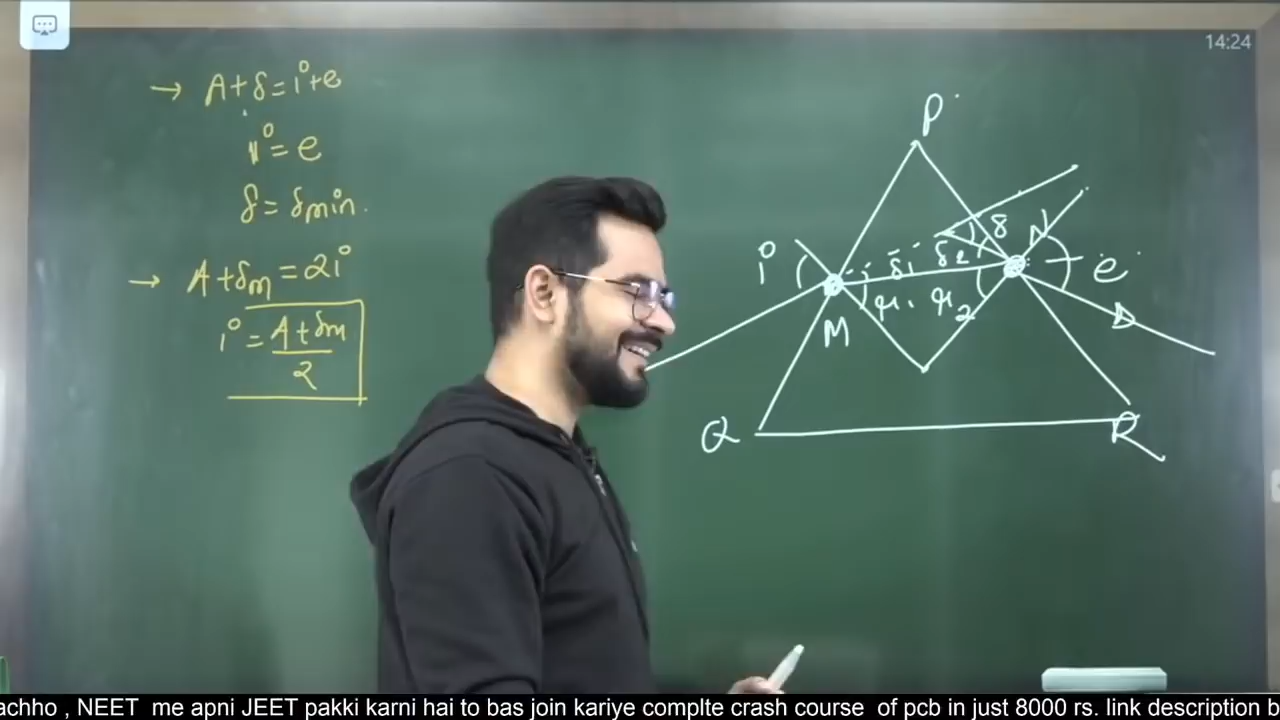 14:24
→ A+δ=i+e
i=e
δ=δmin.
→ A+δm=2i
i=A+δm/2
P
i
δ1
δ2
δ
N
e
r1
r2
M
Q
R
achho , NEET me apni JEET pakki karni hai to bas join kariye complte crash course of pcb in just 8000 rs. link description b